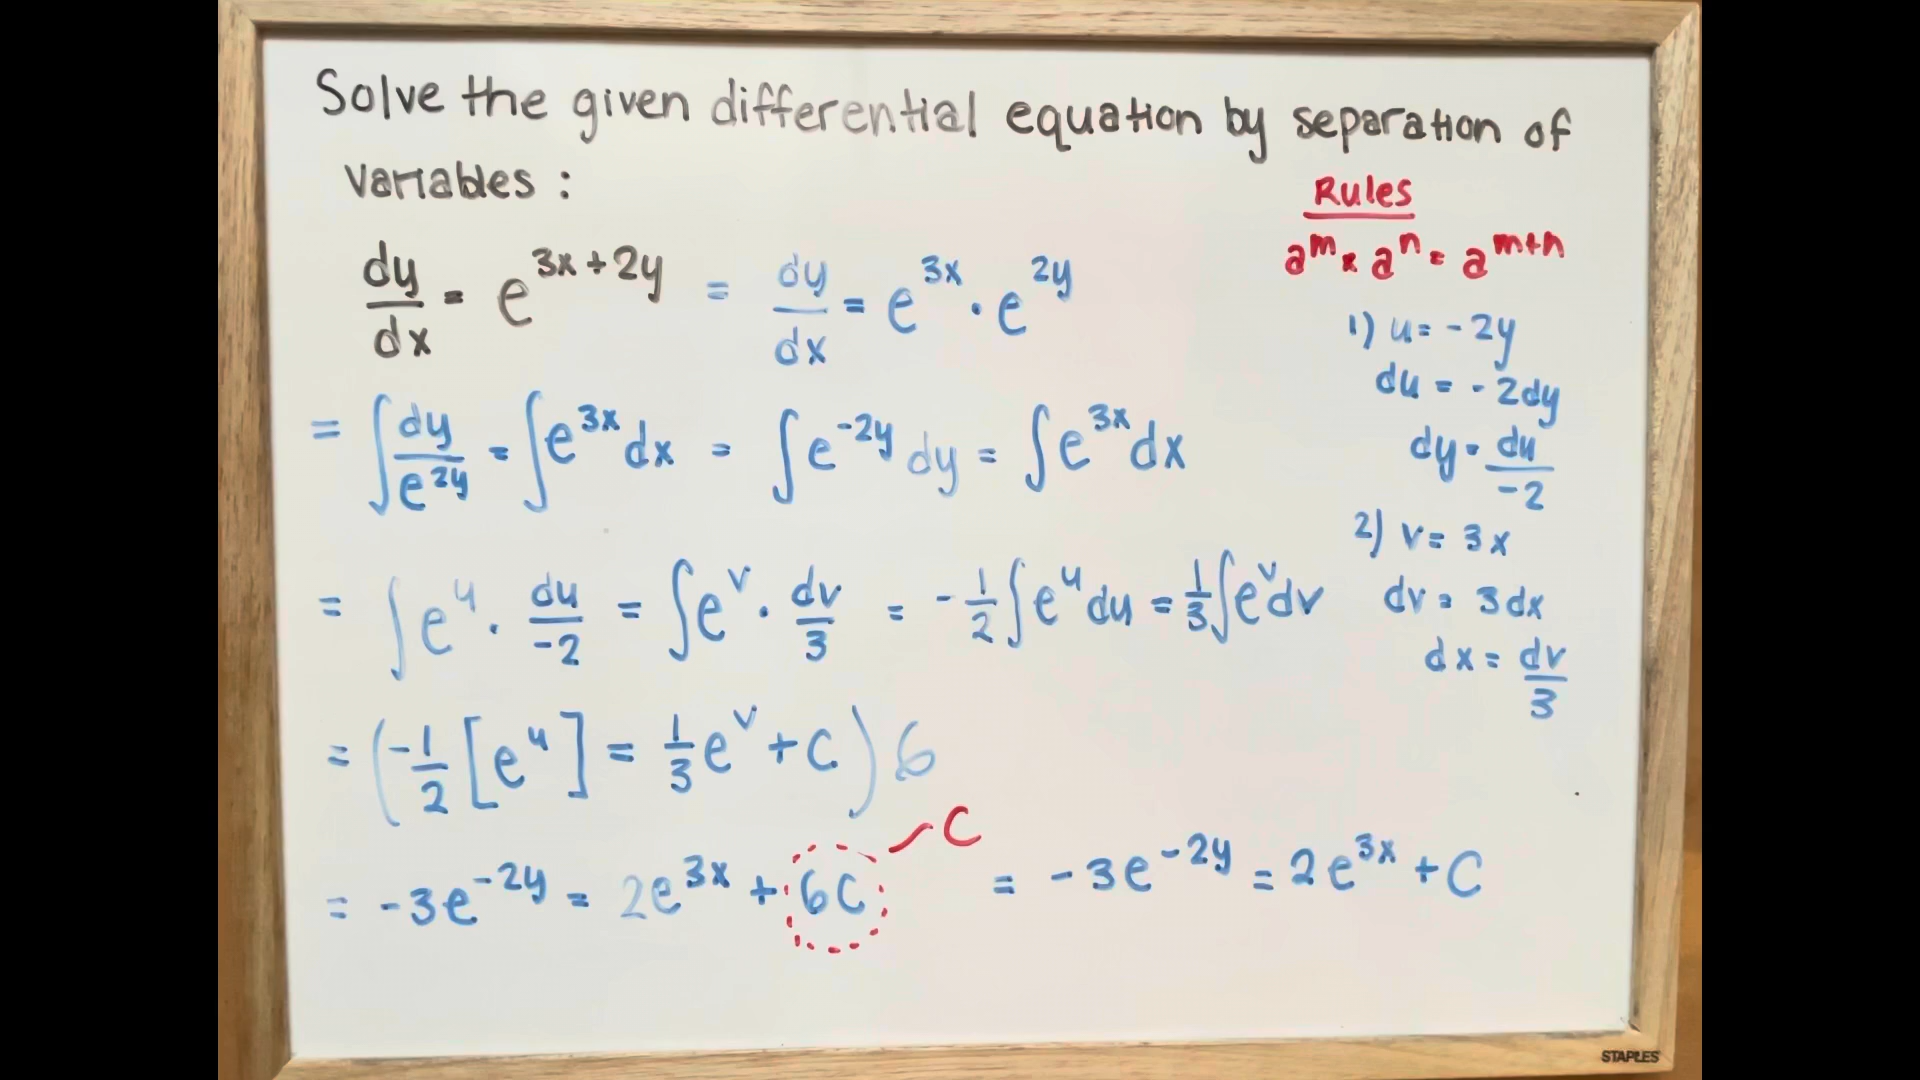 Solve the given differential equation by separation of
variables :
Rules
a^m × a^n = a^(m+n)
dy/dx = e^(3x+2y) = dy/dx = e^(3x) · e^(2y)
1) u = -2y
du = -2dy
dy = du/-2
= ∫ dy/e^(2y) = ∫ e^(3x) dx = ∫ e^(-2y) dy = ∫ e^(3x) dx
2) v = 3x
dv = 3dx
dx = dv/3
= ∫ e^u · du/-2 = ∫ e^v · dv/3 = -1/2 ∫ e^u du = 1/3 ∫ e^v dv
= (-1/2 [e^u] = 1/3 e^v + C) 6
C
= -3e^(-2y) = 2e^(3x) + 6C = -3e^(-2y) = 2e^(3x) + C
STAPLES